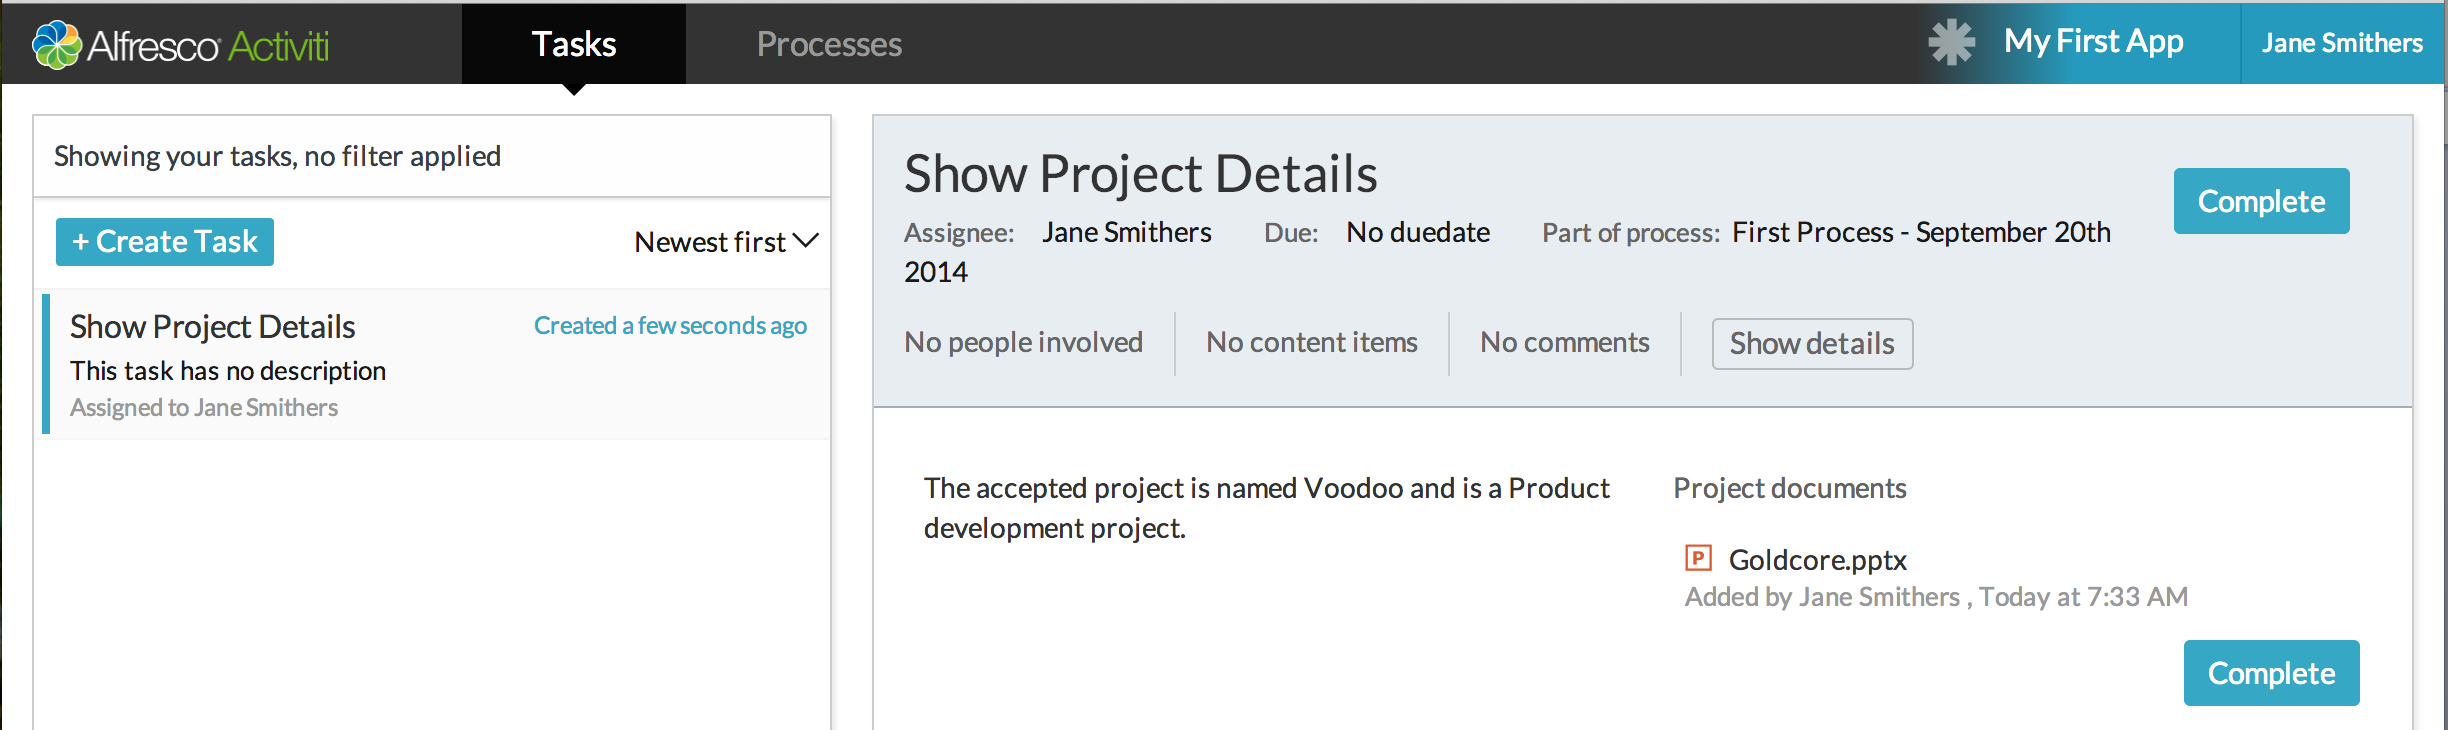 Alfresco Activiti
Tasks
Processes
My First App
Jane Smithers
Showing your tasks, no filter applied
+ Create Task
Newest first
Show Project Details
Created a few seconds ago
This task has no description
Assigned to Jane Smithers
Show Project Details
Complete
Assignee: Jane Smithers Due: No duedate Part of process: First Process - September 20th
2014
No people involved
No content items
No comments
Show details
The accepted project is named Voodoo and is a Product
development project.
Project documents
P Goldcore.pptx
Added by Jane Smithers , Today at 7:33 AM
Complete